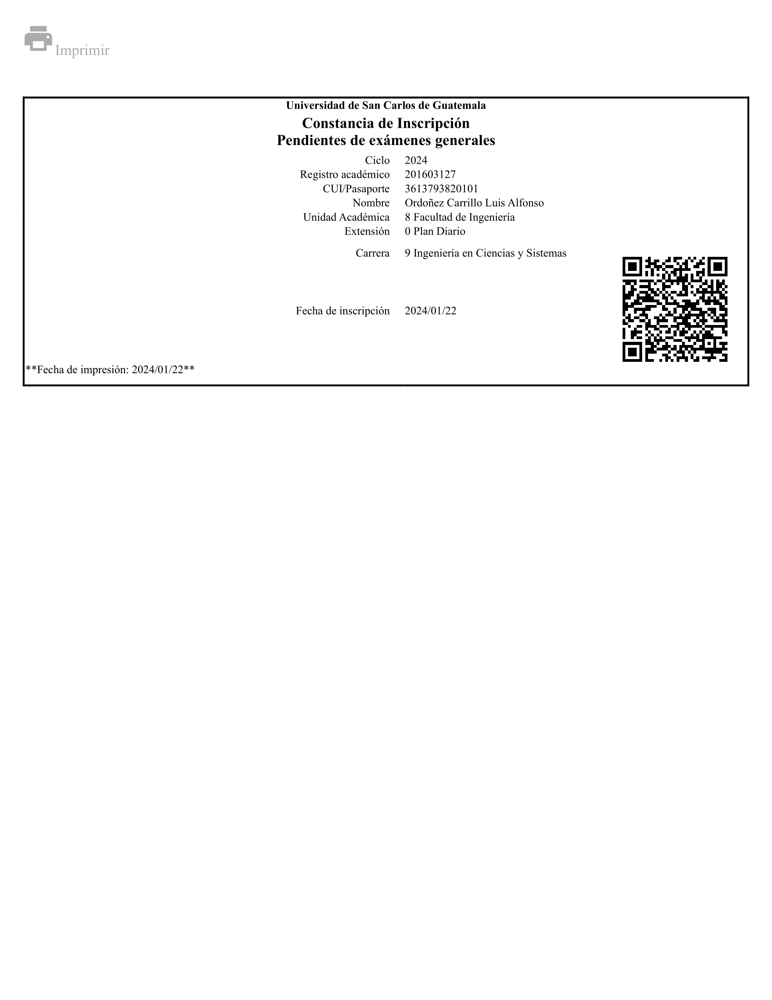 Imprimir
Universidad de San Carlos de Guatemala
Constancia de Inscripción
Pendientes de exámenes generales
Ciclo 2024
Registro académico 201603127
CUI/Pasaporte 3613793820101
Nombre Ordoñez Carrillo Luis Alfonso
Unidad Académica 8 Facultad de Ingeniería
Extensión 0 Plan Diario
Carrera 9 Ingeniería en Ciencias y Sistemas
Fecha de inscripción 2024/01/22
**Fecha de impresión: 2024/01/22**